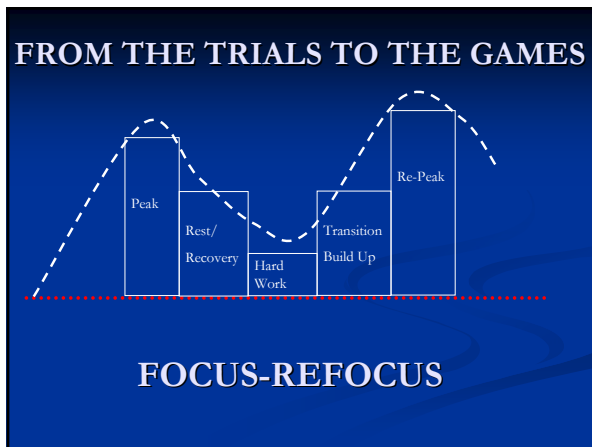 FROM THE TRIALS TO THE GAMES
Peak
Rest/
Recovery
Hard
Work
Transition
Build Up
Re-Peak
FOCUS-REFOCUS